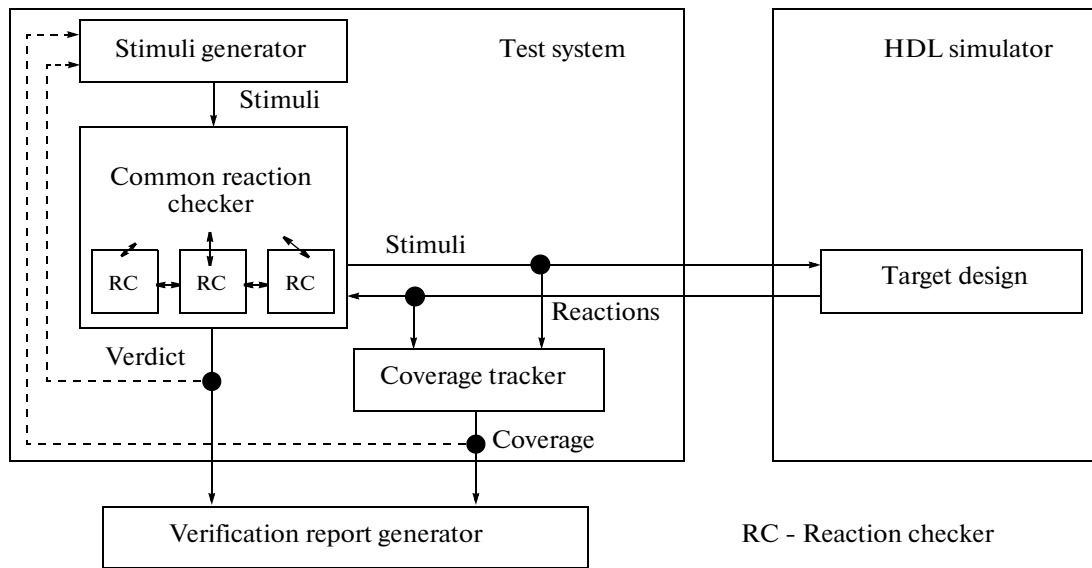 Stimuli generator
Test system
HDL simulator
Stimuli
Common reaction
checker
Stimuli
RC
RC
RC
Target design
Reactions
Verdict
Coverage tracker
Coverage
Verification report generator
RC - Reaction checker